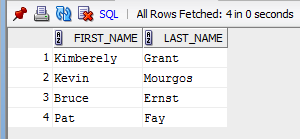 SQL | All Rows Fetched: 4 in 0 seconds
FIRST_NAME LAST_NAME
1 Kimberely Grant
2 Kevin Mourgos
3 Bruce Ernst
4 Pat Fay